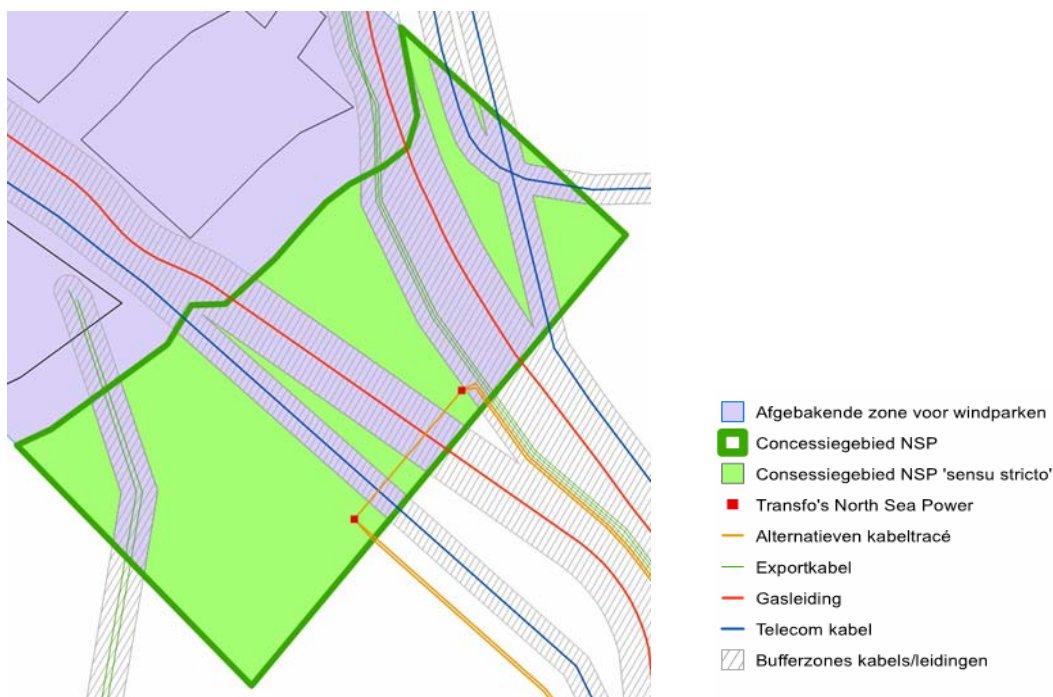 Afgebakende zone voor windparken
Concessiegebied NSP
Consessiegebied NSP 'sensu stricto'
Transfo's North Sea Power
Alternatieven kabeltracé
Exportkabel
Gasleiding
Telecom kabel
Bufferzones kabels/leidingen